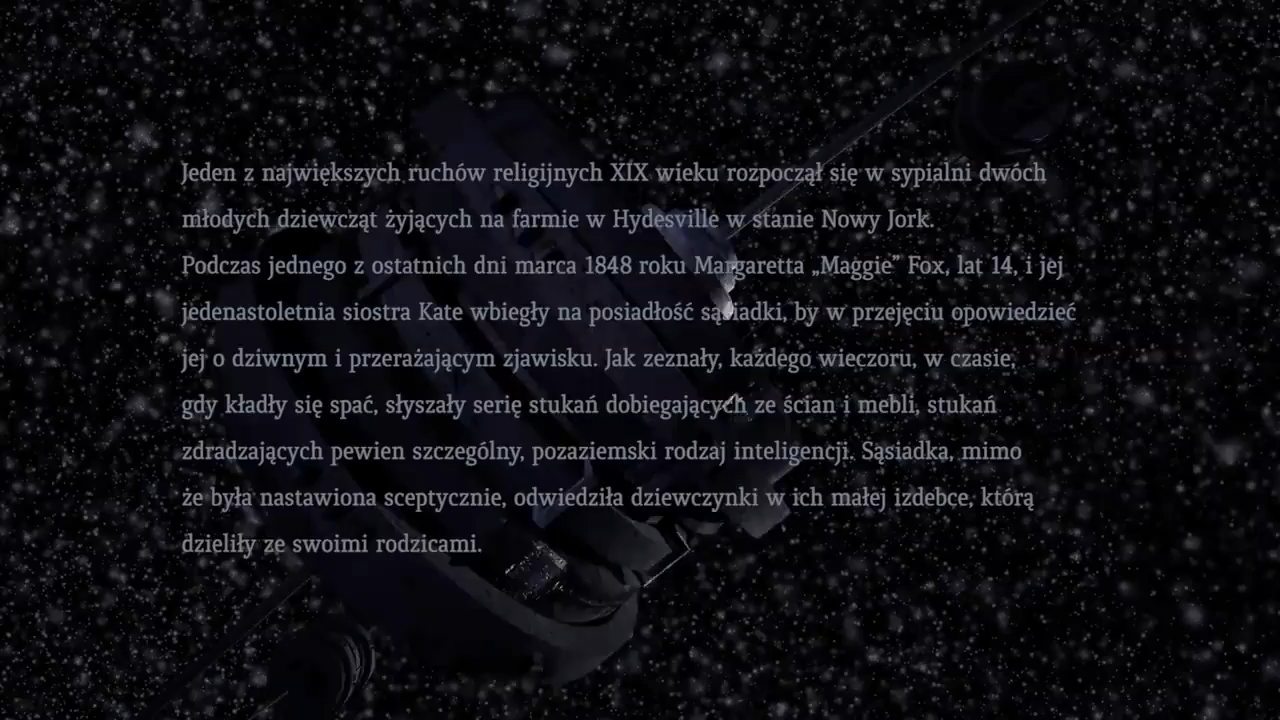 Jeden z największych ruchów religijnych XIX wieku rozpoczął się w sypialni dwóch
młodych dziewcząt żyjących na farmie w Hydesville w stanie Nowy Jork.
Podczas jednego z ostatnich dni marca 1848 roku Margaretta „Maggie” Fox, lat 14, i jej
jedenastoletnia siostra Kate wbiegły na posiadłość sąsiadki, by w przejęciu opowiedzieć
jej o dziwnym i przerażającym zjawisku. Jak zeznały, każdego wieczoru, w czasie,
gdy kładły się spać, słyszały serię stukań dobiegających ze ścian i mebli, stukań
zdradzających pewien szczególny, pozaziemski rodzaj inteligencji. Sąsiadka, mimo
że była nastawiona sceptycznie, odwiedziła dziewczynki w ich małej izdebce, którą
dzieliły ze swoimi rodzicami.